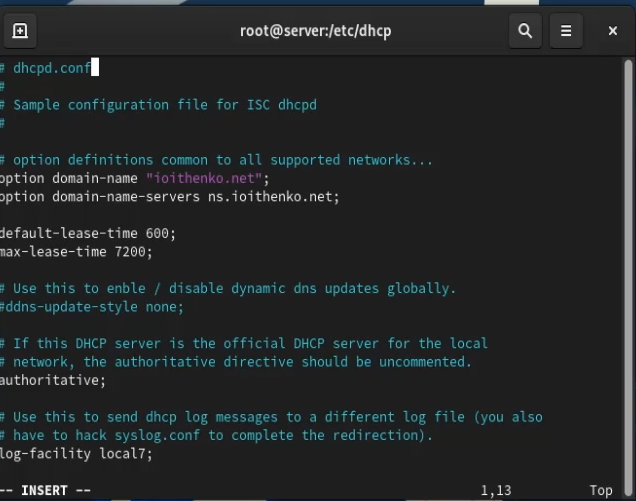 root@server:/etc/dhcp
# dhcpd.conf
#
# Sample configuration file for ISC dhcpd
#
# option definitions common to all supported networks...
option domain-name "ioithenko.net";
option domain-name-servers ns.ioithenko.net;
default-lease-time 600;
max-lease-time 7200;
# Use this to enble / disable dynamic dns updates globally.
#ddns-update-style none;
# If this DHCP server is the official DHCP server for the local
# network, the authoritative directive should be uncommented.
authoritative;
# Use this to send dhcp log messages to a different log file (you also
# have to hack syslog.conf to complete the redirection).
log-facility local7;
-- INSERT -- 1,13 Top